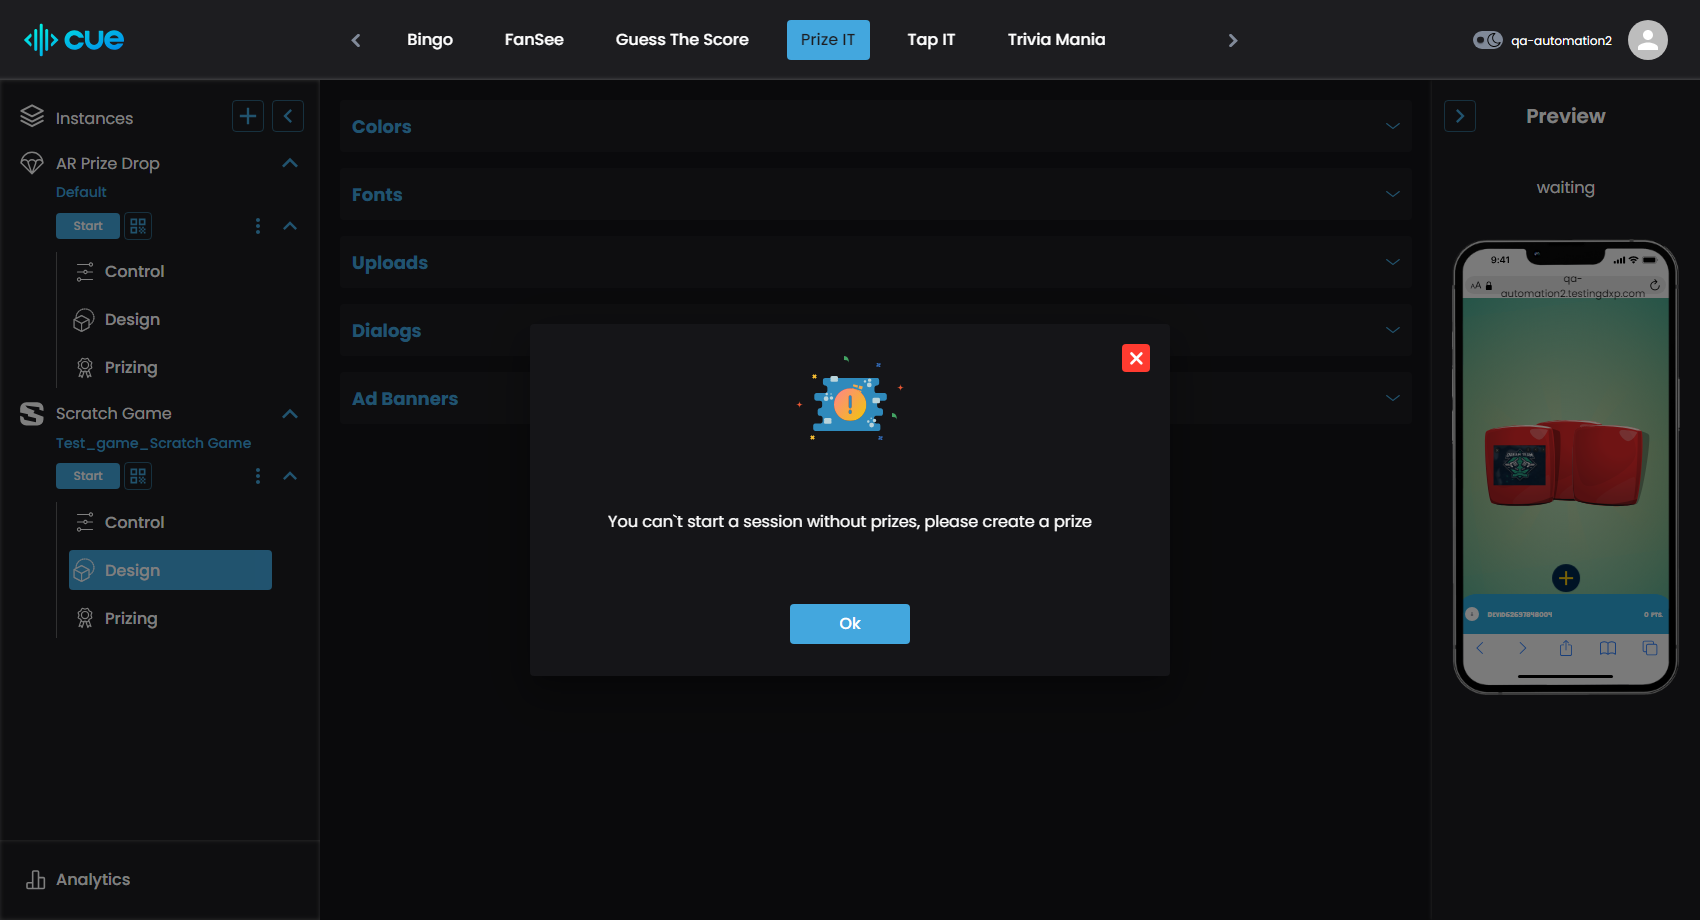 cue
Bingo
FanSee
Guess The Score
Prize IT
Tap IT
Trivia Mania
qa-automation2
Instances
AR Prize Drop
Default
Start
Control
Design
Prizing
Scratch Game
Test_game_Scratch Game
Start
Control
Design
Prizing
Analytics
Colors
Fonts
Uploads
Dialogs
Ad Banners
You can`t start a session without prizes, please create a prize
Ok
Preview
waiting
9:41
AA
qa-
automation2.testingdxp.com
0 PTS.